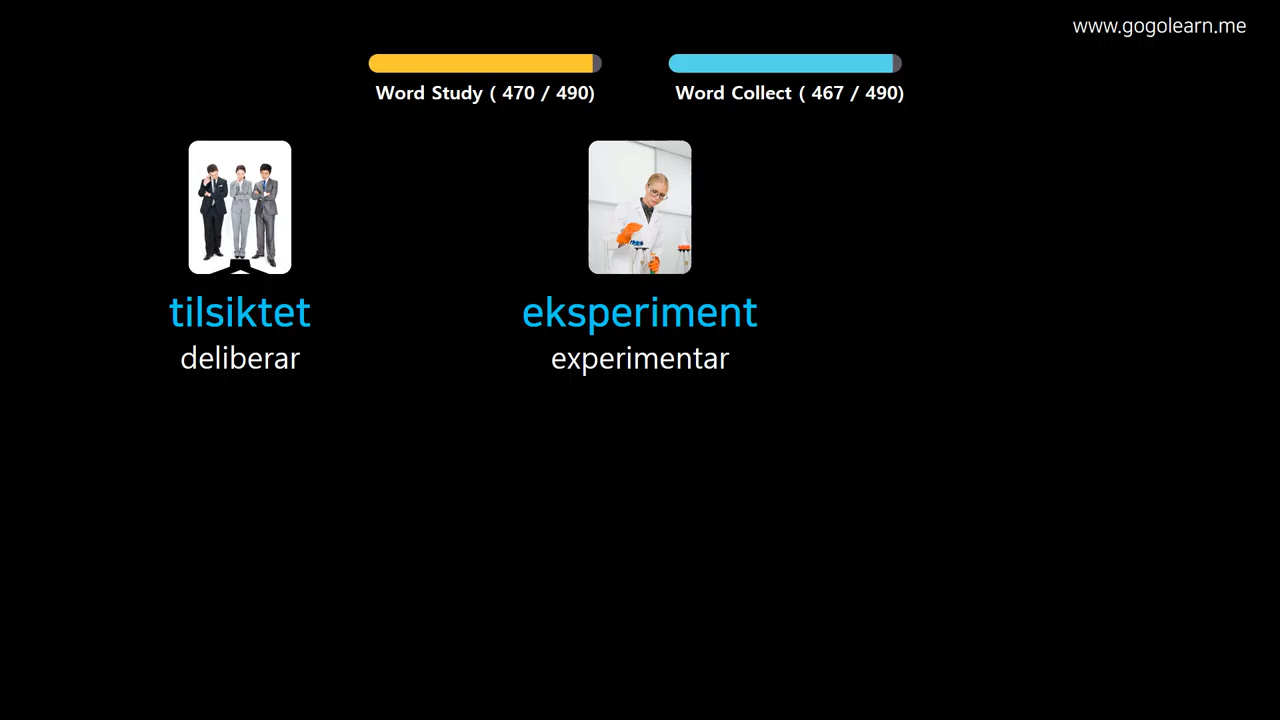 www.gogolearn.me
Word Study ( 470 / 490)
Word Collect ( 467 / 490)
tilsiktet
deliberar
eksperiment
experimentar